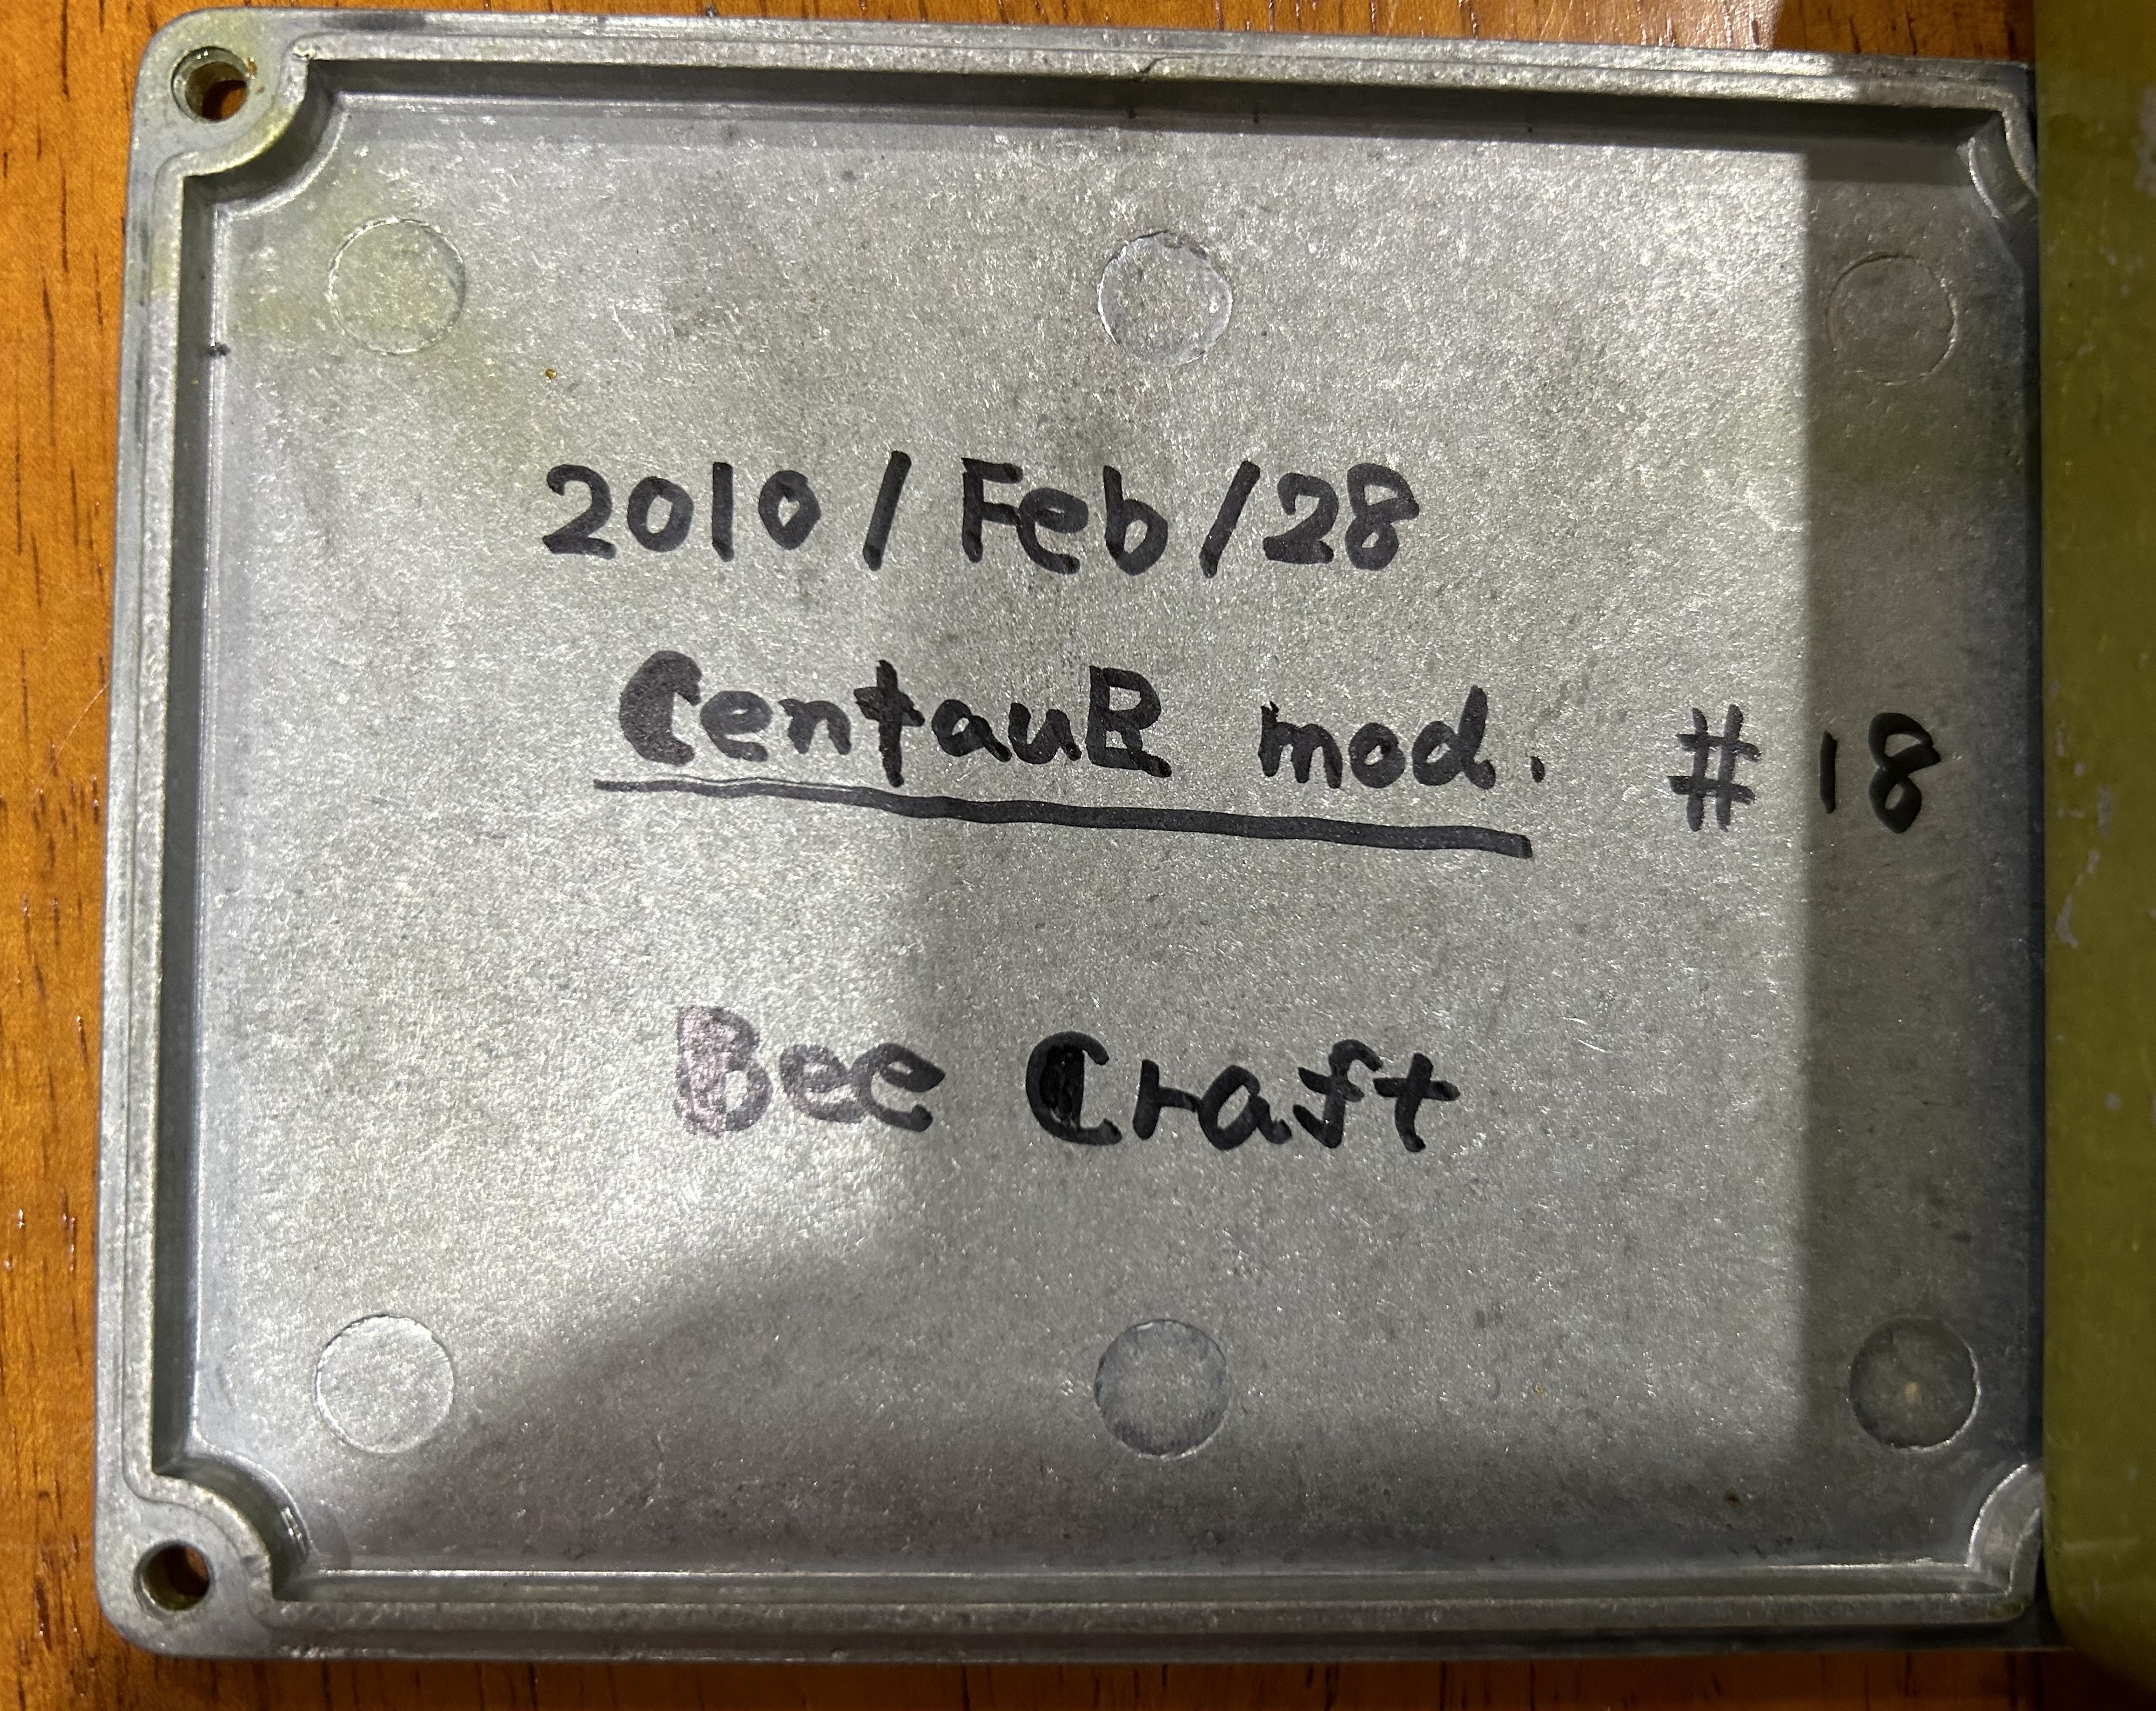 2010/Feb/28
CentauR mod. #18
Bee Craft